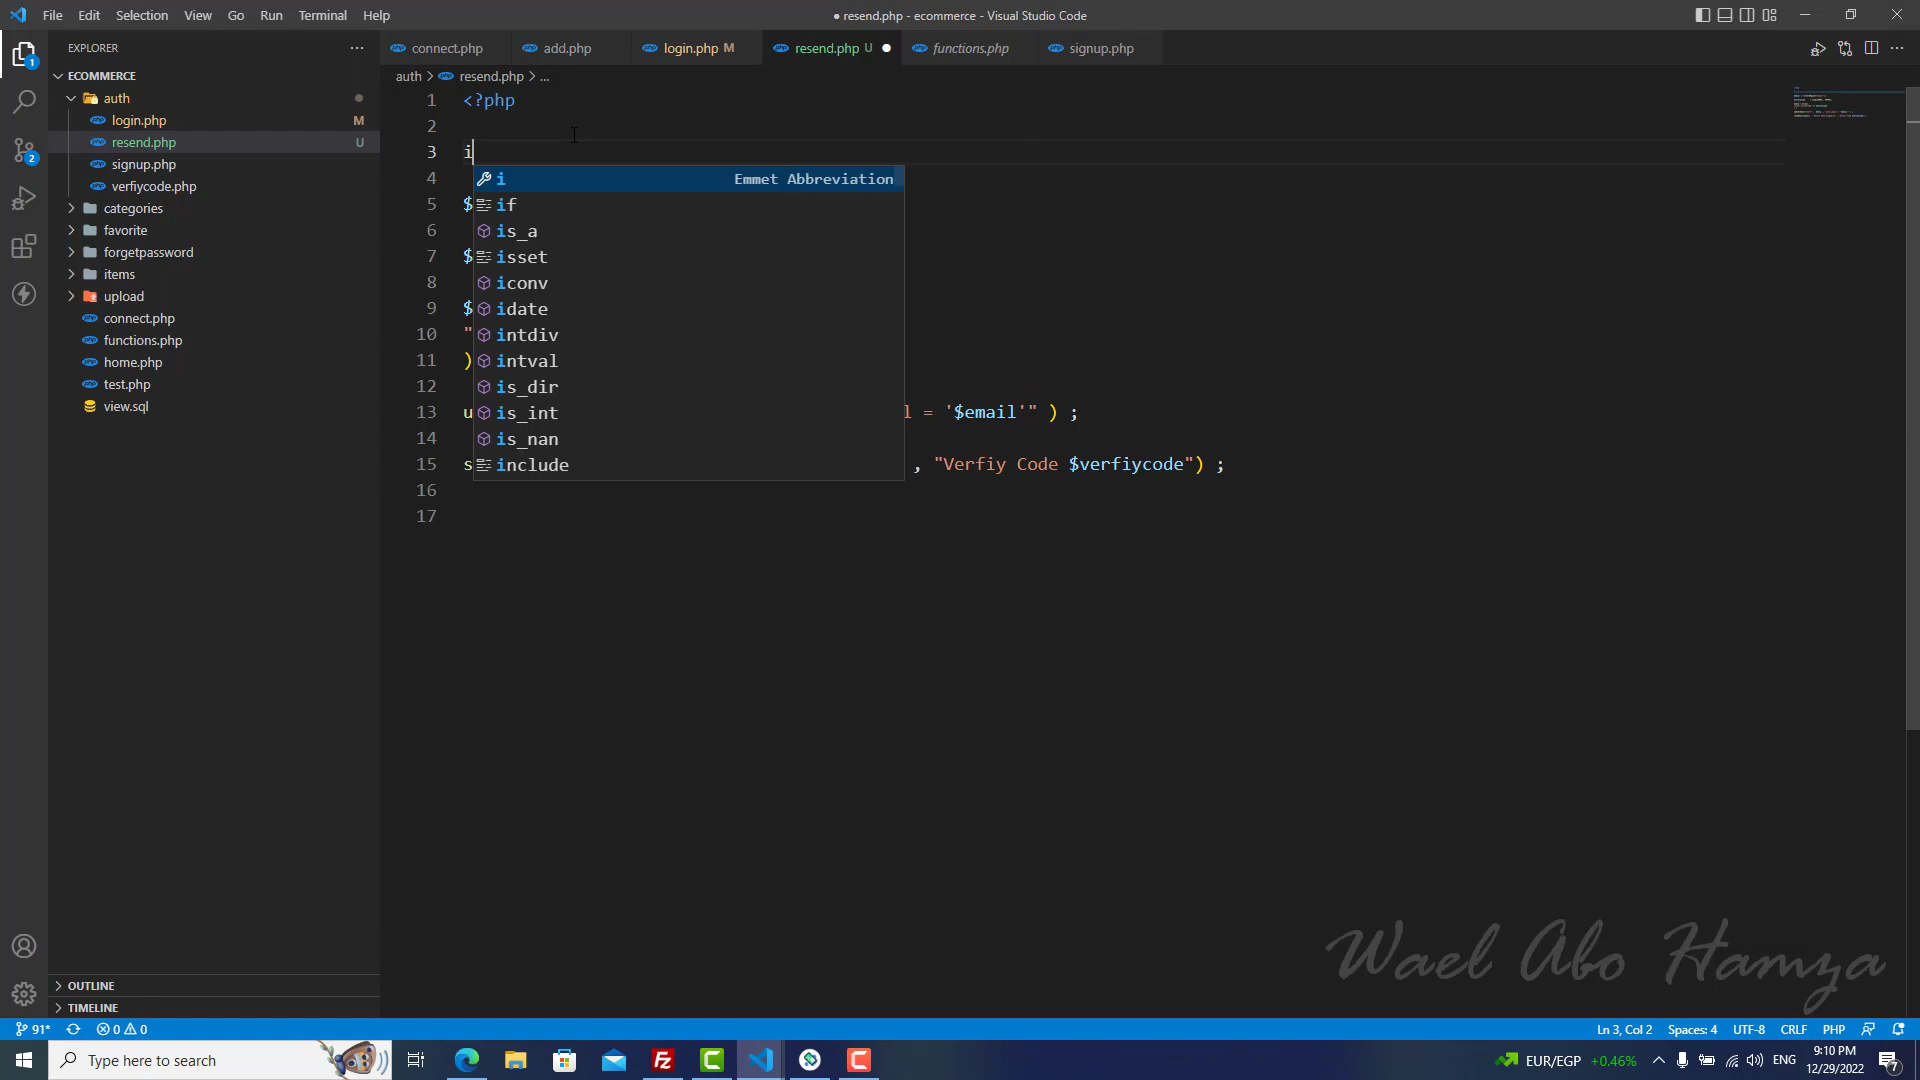 File Edit Selection View Go Run Terminal Help
● resend.php - ecommerce - Visual Studio Code
EXPLORER
connect.php add.php login.php M resend.php U functions.php signup.php
ECOMMERCE
auth > resend.php > ...
auth
login.php M
resend.php U
signup.php
verfiycode.php
categories
favorite
forgetpassword
items
upload
connect.php
functions.php
home.php
test.php
view.sql
OUTLINE
TIMELINE
1 <?php
2
3 i
4 i Emmet Abbreviation
5 $ if
6 is_a
7 $ isset
8 iconv
9 $ idate
10 " intdiv
11 ) intval
12 is_dir
13 u is_int l = '$email'" ) ;
14 is_nan
15 s include , "Verfiy Code $verfiycode") ;
16
17
Wael Abo Hamza
1
2
91* 0 0 Ln 3, Col 2 Spaces: 4 UTF-8 CRLF PHP
Type here to search
EUR/EGP +0.46% ENG 9:10 PM
12/29/2022
7